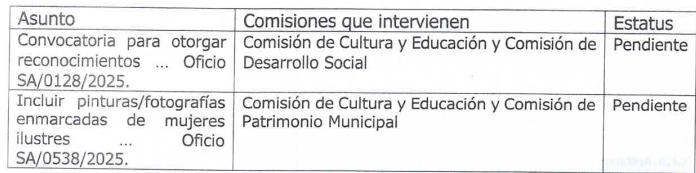 Asunto Comisiones que intervienen Estatus
Convocatoria para otorgar Comisión de Cultura y Educación y Comisión de Pendiente
reconocimientos ... Oficio Desarrollo Social
SA/0128/2025.
Incluir pinturas/fotografías Comisión de Cultura y Educación y Comisión de Pendiente
enmarcadas de mujeres Patrimonio Municipal
ilustres ... Oficio
SA/0538/2025.